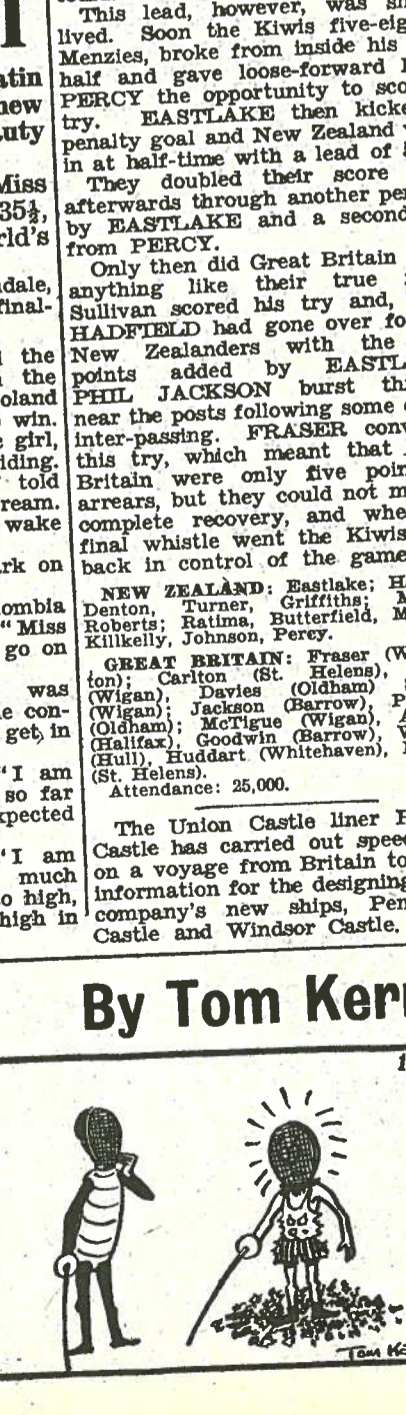 atin
new
auty
Miss
35½,
rld's
dale,
final-
the
the
oland
win.
girl,
iding.
told
ream.
wake
rk on
ombia
"Miss
go on
was
e con-
get, in
"I am
so far
xpected
"I am
much
o high,
high in
This lead, however, was
lived. Soon the Kiwis five-eig
Menzies, broke from inside his
half and gave loose-forward
PERCY the opportunity to sco
try. EASTLAKE then kicke
penalty goal and New Zealand
in at half-time with a lead of
They doubled their score
afterwards through another pe
by EASTLAKE and a second
from PERCY.
Only then did Great Britain
anything like their true
Sullivan scored his try and,
HADFIELD had gone over fo
New Zealanders with the
points added by EASTL
PHIL JACKSON burst th
near the posts following some
inter-passing. FRASER conv
this try, which meant that
Britain were only five poin
arrears, but they could not m
complete recovery, and whe
final whistle went the Kiwis
back in control of the game
NEW ZEALAND: Eastlake; H
Denton, Turner, Griffiths; M
Roberts; Ratima, Butterfield, M
Killkelly, Johnson, Percy.
GREAT BRITAIN: Fraser (W
ton); Carlton (St. Helens),
(Wigan), Davies (Oldham)
(Wigan); Jackson (Barrow), P
(Oldham); McTigue (Wigan), A
(Halifax), Goodwin (Barrow), V
(Hull), Huddart (Whitehaven),
(St. Helens).
Attendance: 25,000.
The Union Castle liner
Castle has carried out speed
on a voyage from Britain to
information for the designing
company's new ships, Pen
Castle and Windsor Castle.
By Tom Kerr
Tom Ke